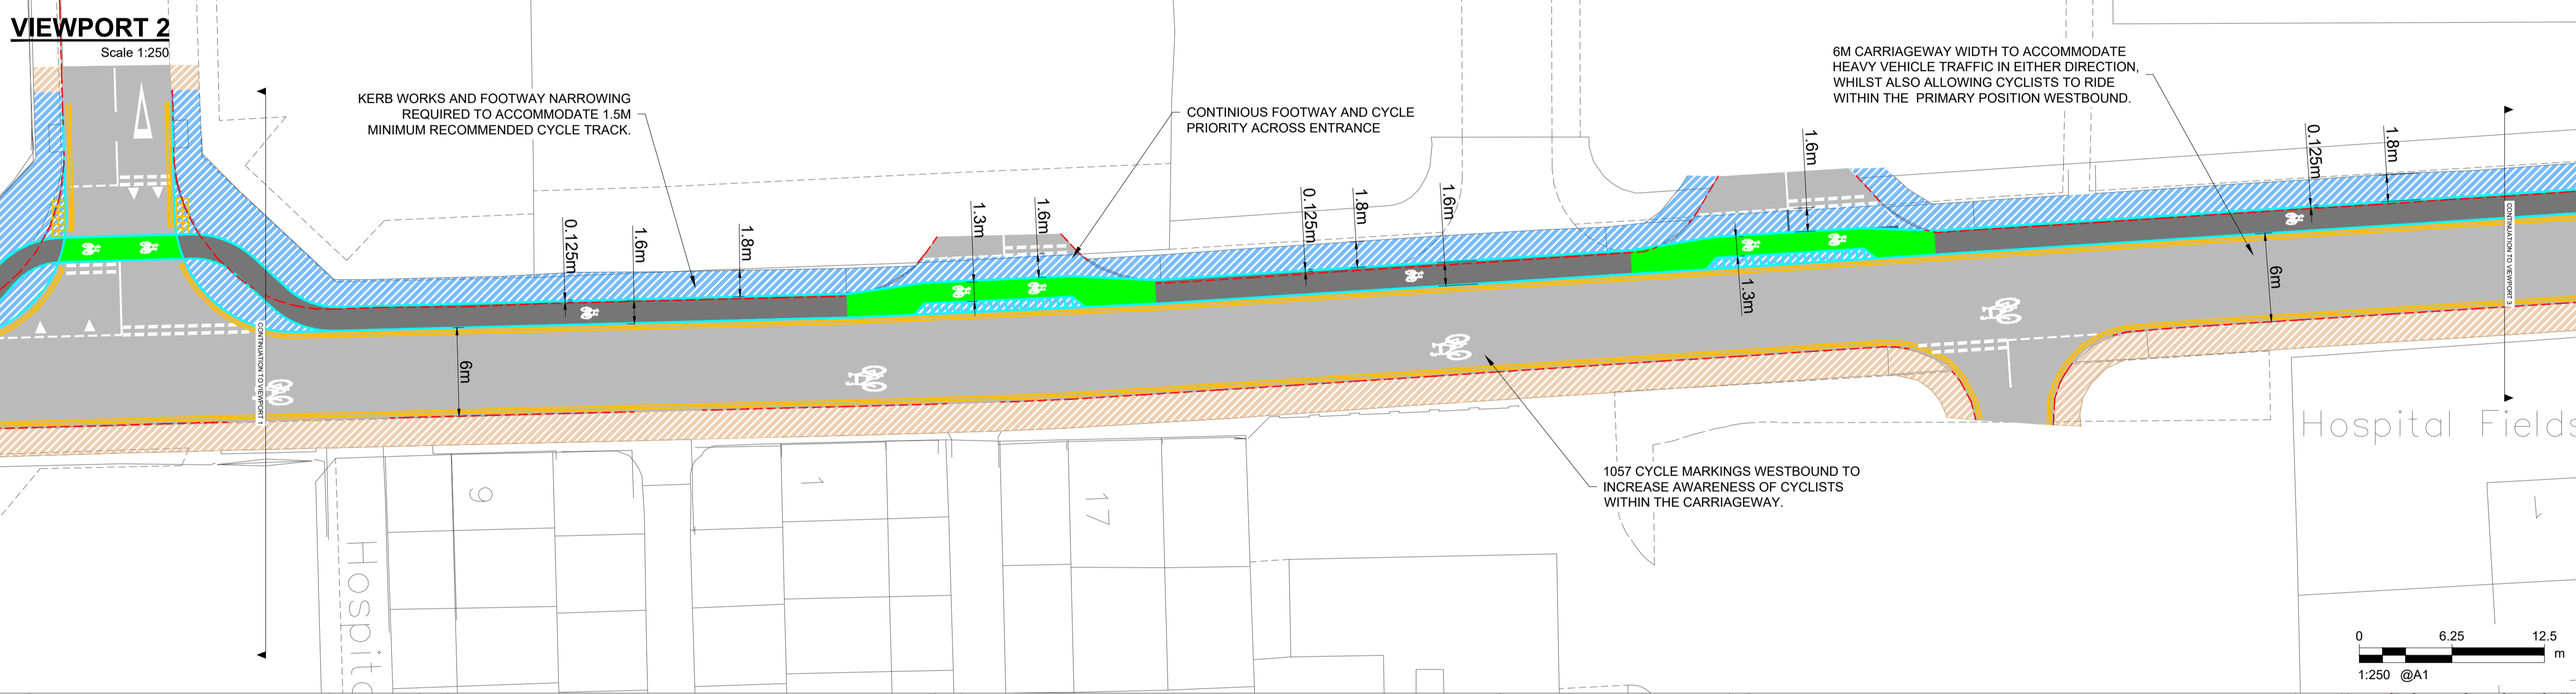 VIEWPORT 2
Scale 1:250
KERB WORKS AND FOOTWAY NARROWING
REQUIRED TO ACCOMMODATE 1.5M
MINIMUM RECOMMENDED CYCLE TRACK.
CONTINIOUS FOOTWAY AND CYCLE
PRIORITY ACROSS ENTRANCE
6M CARRIAGEWAY WIDTH TO ACCOMMODATE
HEAVY VEHICLE TRAFFIC IN EITHER DIRECTION,
WHILST ALSO ALLOWING CYCLISTS TO RIDE
WITHIN THE PRIMARY POSITION WESTBOUND.
0.125m
1.6m
1.8m
1.3m
1.6m
0.125m
1.8m
1.6m
1.6m
1.3m
0.125m
1.8m
6m
6m
CONTINUATION TO VIEWPORT 1
CONTINUATION TO VIEWPORT 3
1057 CYCLE MARKINGS WESTBOUND TO
INCREASE AWARENESS OF CYCLISTS
WITHIN THE CARRIAGEWAY.
Hospital Fields
9
1
17
1
0 6.25 12.5
m
1:250 @A1